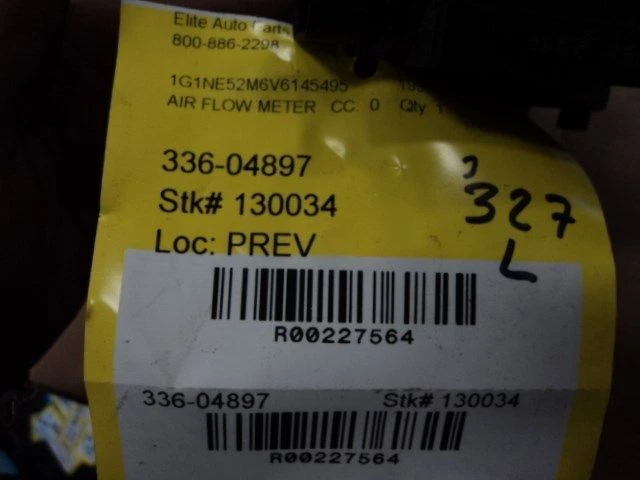 Elite Auto Parts
800-886-2298
1G1NE52M6V6145495
AIR FLOW METER CC: 0 Qty 1
336-04897
Stk# 130034
Loc: PREV
327
L
R00227564
336-04897 Stk# 130034
R00227564